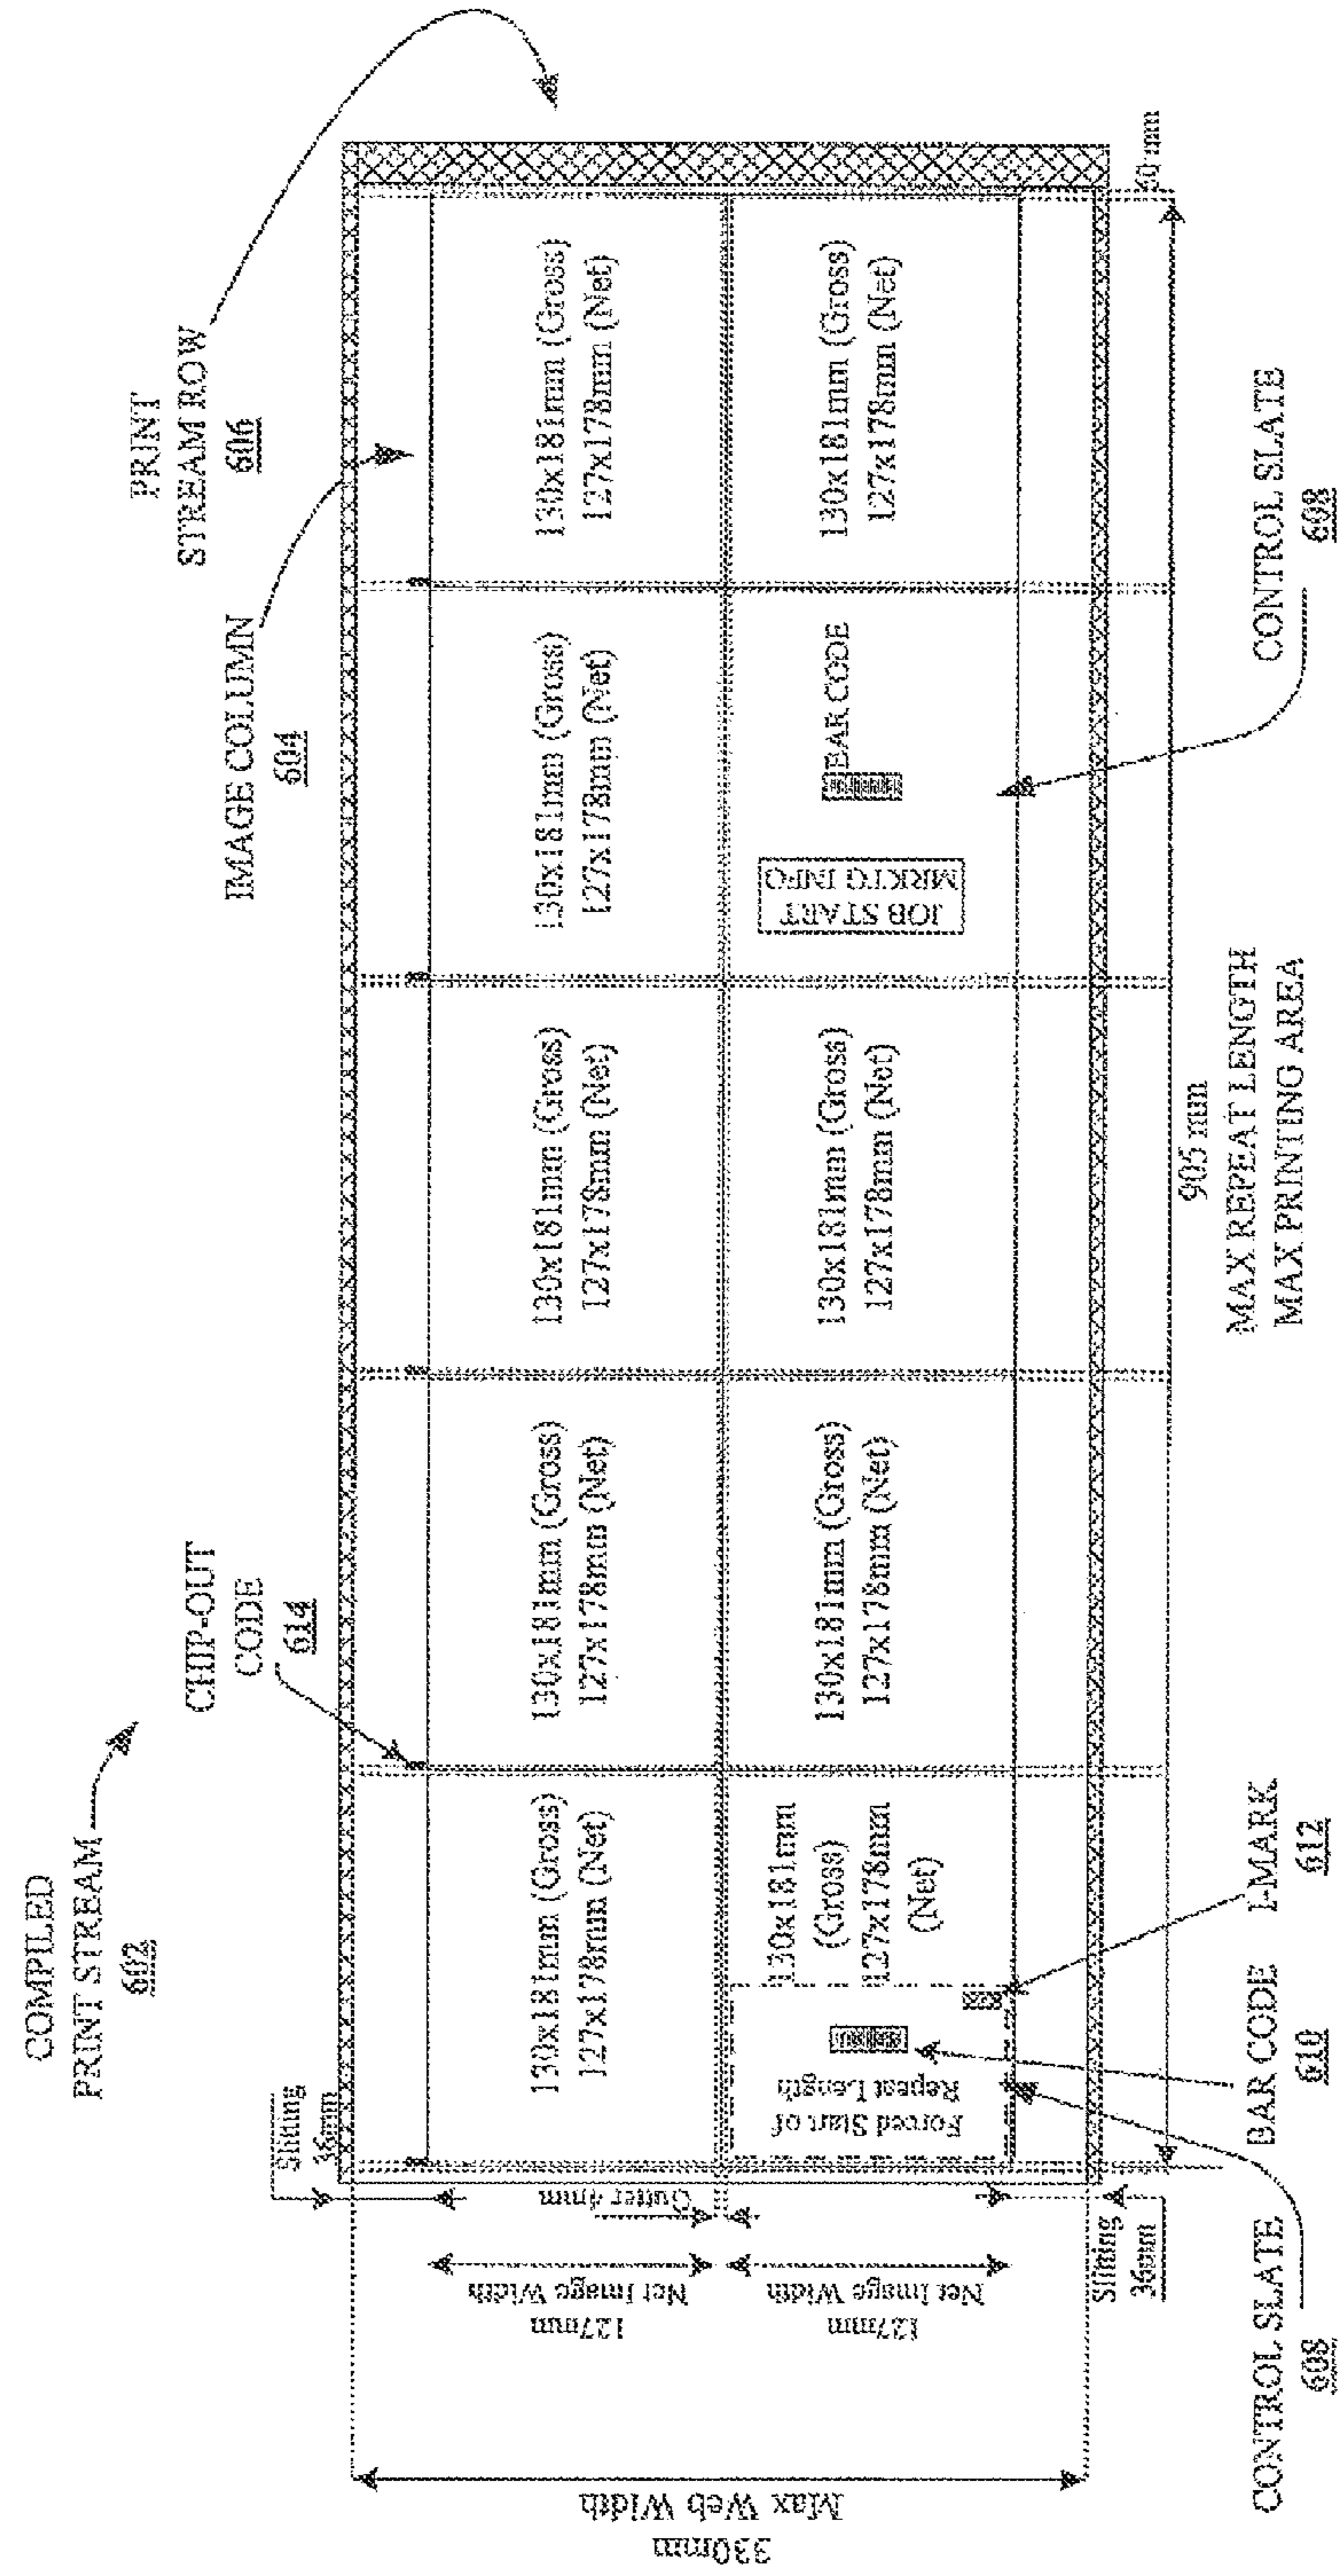 COMPILED
PRINT STREAM
602
CHIP-OUT
CODE
614
IMAGE COLUMN
604
PRINT
STREAM ROW
606
Slitting
36mm
330mm
Max Web Width
127mm
Net Image Width
127mm
Net Image Width
Gutter 4mm
Slitting
36mm
130x181mm (Gross)
127x178mm (Net)
130x181mm (Gross)
127x178mm (Net)
130x181mm (Gross)
127x178mm (Net)
130x181mm (Gross)
127x178mm (Net)
130x181mm (Gross)
127x178mm (Net)
Forced Start of
Repeat Length
130x181mm
(Gross)
127x178mm
(Net)
130x181mm (Gross)
127x178mm (Net)
130x181mm (Gross)
127x178mm (Net)
JOB START
MRKTG INFO
BAR CODE
130x181mm (Gross)
127x178mm (Net)
905 mm
MAX REPEAT LENGTH
MAX PRINTING AREA
mm
CONTROL SLATE
608
BAR CODE
610
I-MARK
612
CONTROL SLATE
608